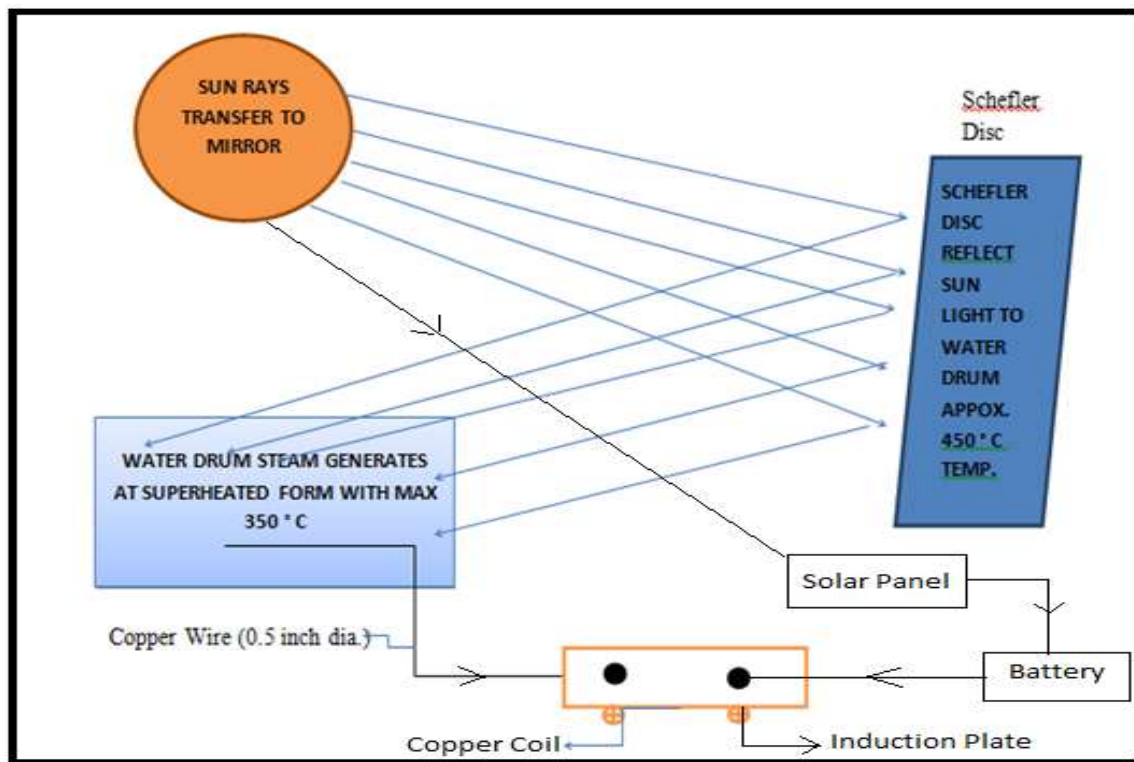 SUN RAYS
TRANSFER TO
MIRROR
Schefler
Disc
SCHEFLER
DISC
REFLECT
SUN
LIGHT TO
WATER
DRUM
APPOX.
450 ° C
TEMP.
WATER DRUM STEAM GENERATES
AT SUPERHEATED FORM WITH MAX
350 ° C
Solar Panel
Copper Wire (0.5 inch dia.)
Battery
Copper Coil
Induction Plate